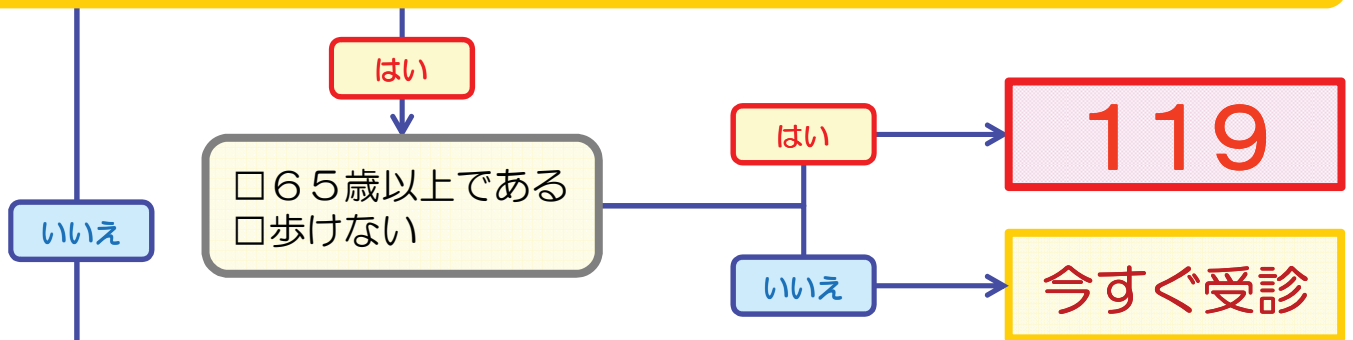 はい
はい
119
□65歳以上である
□歩けない
いいえ
いいえ
今すぐ受診